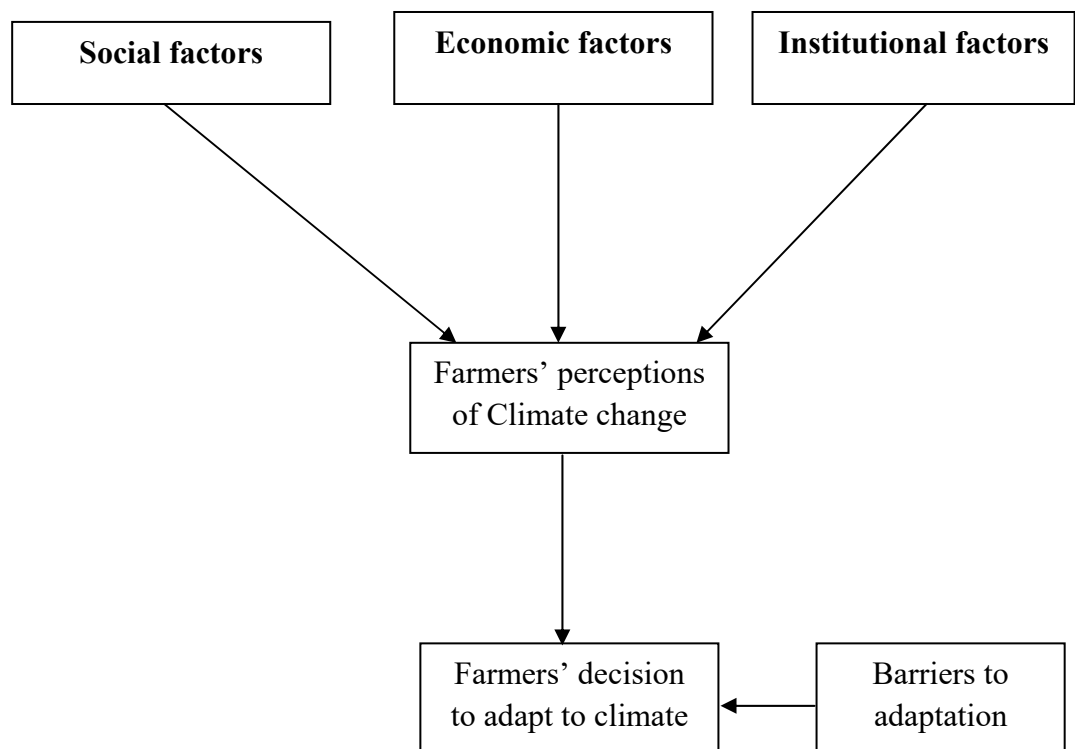 Social factors
Economic factors
Institutional factors
Farmers’ perceptions
of Climate change
Farmers’ decision
to adapt to climate
Barriers to
adaptation